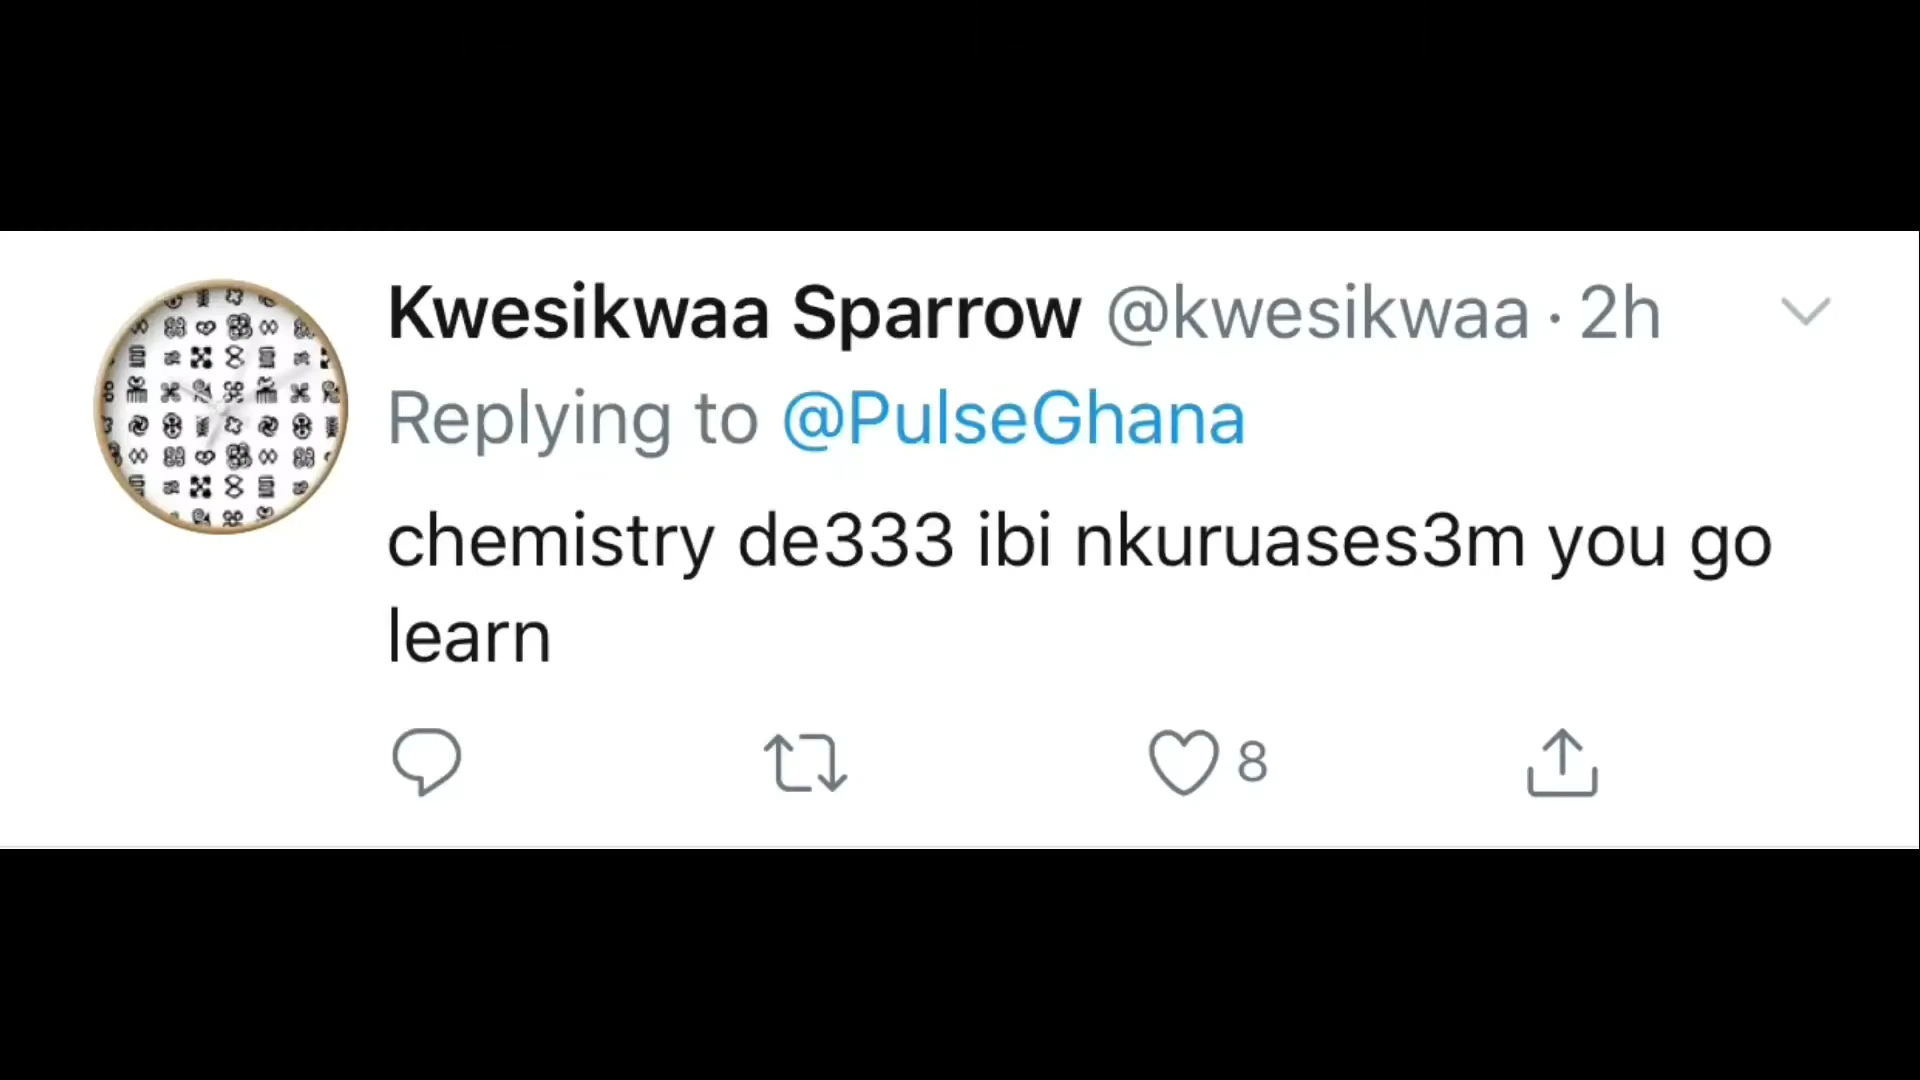 Kwesikwaa Sparrow @kwesikwaa · 2h
Replying to @PulseGhana
chemistry de333 ibi nkuruases3m you go
learn
8